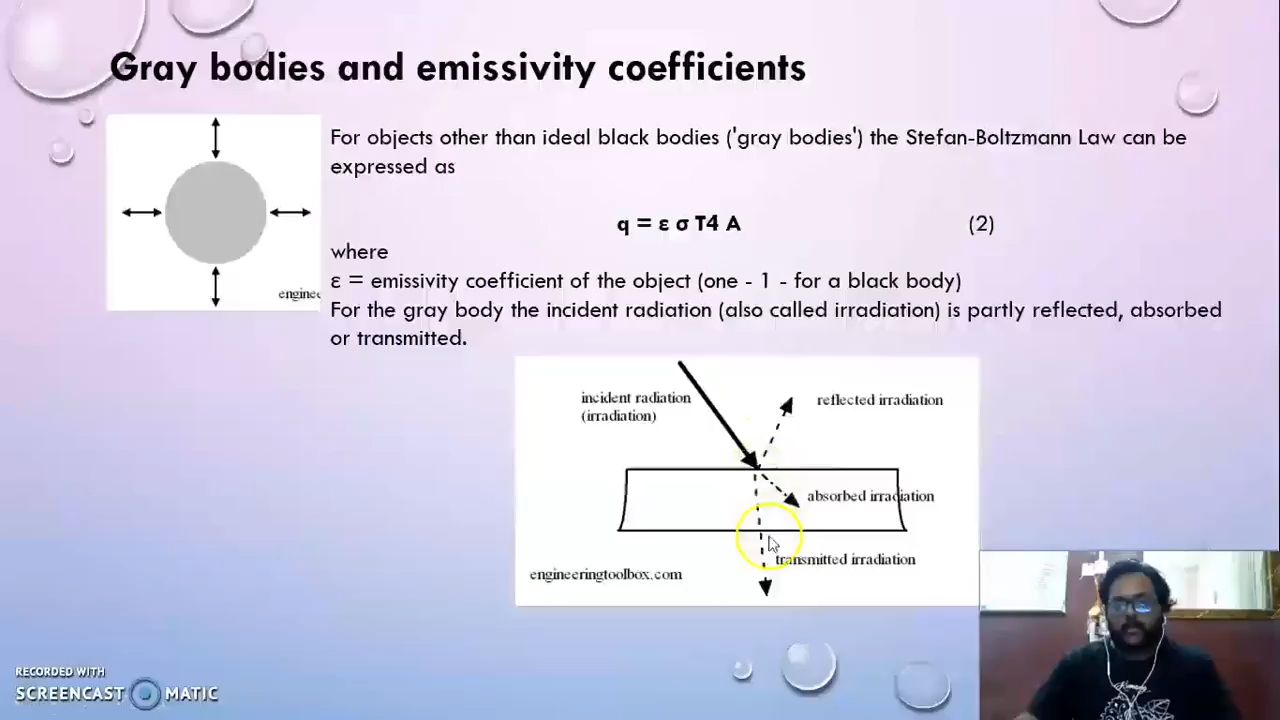 Gray bodies and emissivity coefficients
For objects other than ideal black bodies ('gray bodies') the Stefan-Boltzmann Law can be
expressed as
q = ε σ T4 A (2)
where
ε = emissivity coefficient of the object (one - 1 - for a black body)
For the gray body the incident radiation (also called irradiation) is partly reflected, absorbed
or transmitted.
enginee
incident radiation
(irradiation)
reflected irradiation
absorbed irradiation
transmitted irradiation
engineeringtoolbox.com
RECORDED WITH
SCREENCAST MATIC